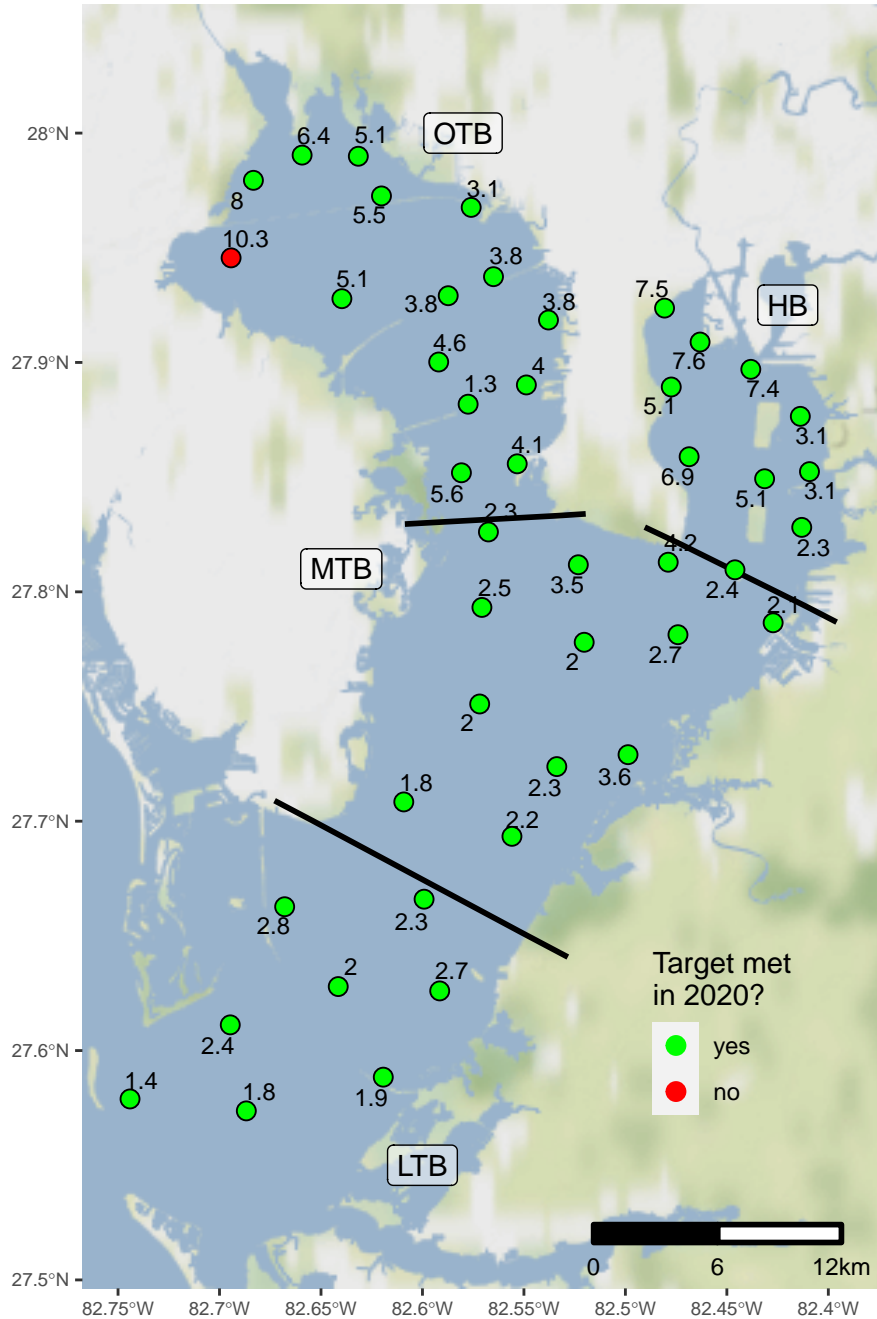 28°N
27.9°N
27.8°N
27.7°N
27.6°N
27.5°N
6.4
5.1
OTB
8
5.5
3.1
10.3
3.8
5.1
3.8
3.8
7.5
HB
4.6
4
7.6
7.4
1.3
5.1
3.1
4.1
6.9
5.1
3.1
5.6
2.3
2.3
4.2
MTB
3.5
2.5
2.4
2.1
2
2.7
2
2.3
3.6
1.8
2.2
2.8
2.3
2
2.7
Target met
in 2020?
yes
no
2.4
1.4
1.8
1.9
LTB
0 6 12km
82.75°W 82.7°W 82.65°W 82.6°W 82.55°W 82.5°W 82.45°W 82.4°W